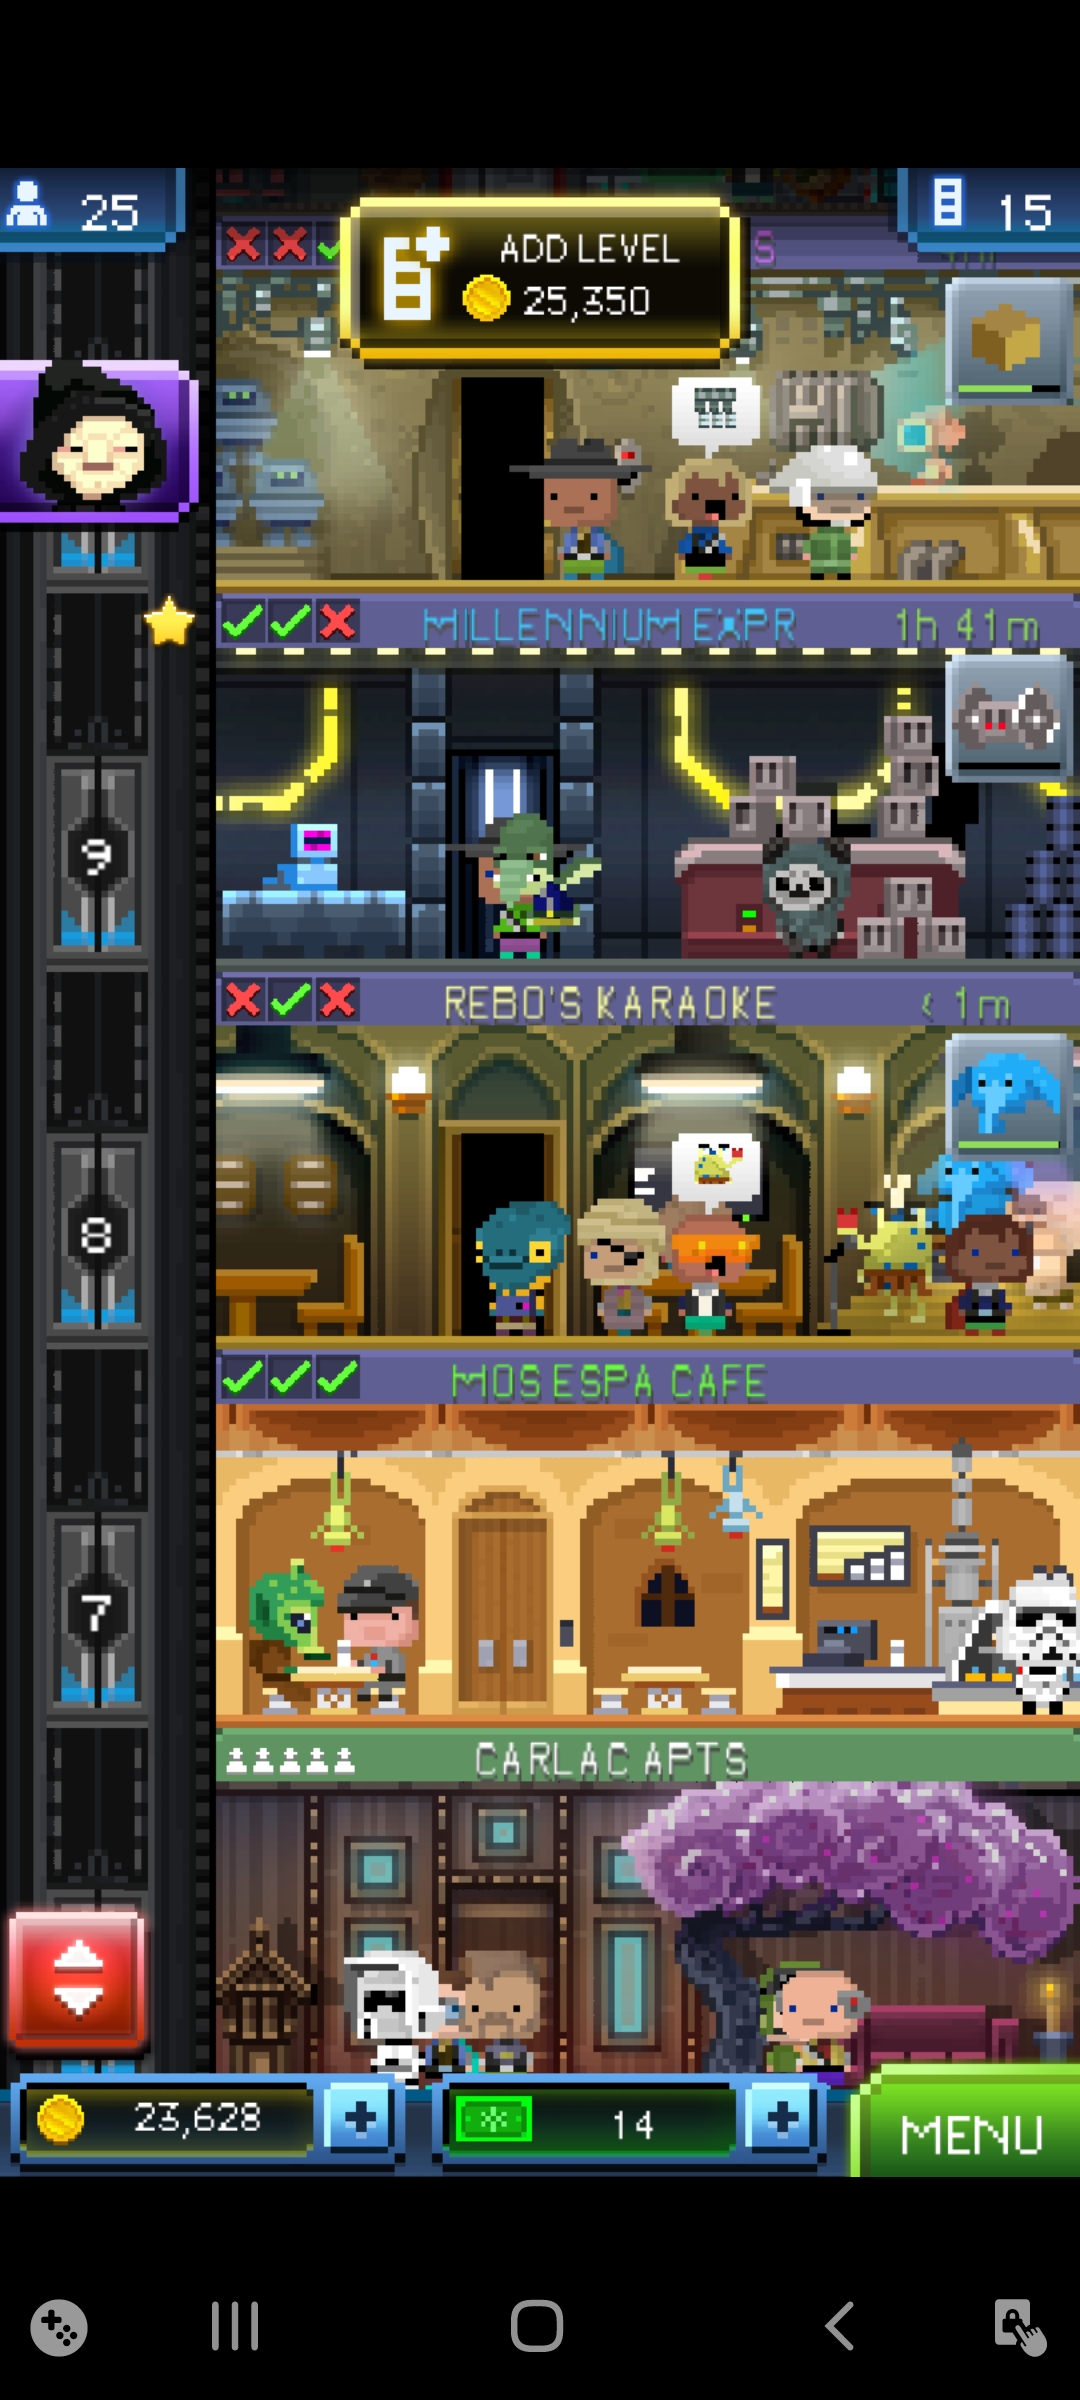 25
15
ADD LEVEL
25,350
S
MILLENNIUM EXPR
1h 41m
9
REBO'S KARAOKE
< 1m
8
MOS ESPA CAFE
7
CARLAC APTS
23,628
14
MENU